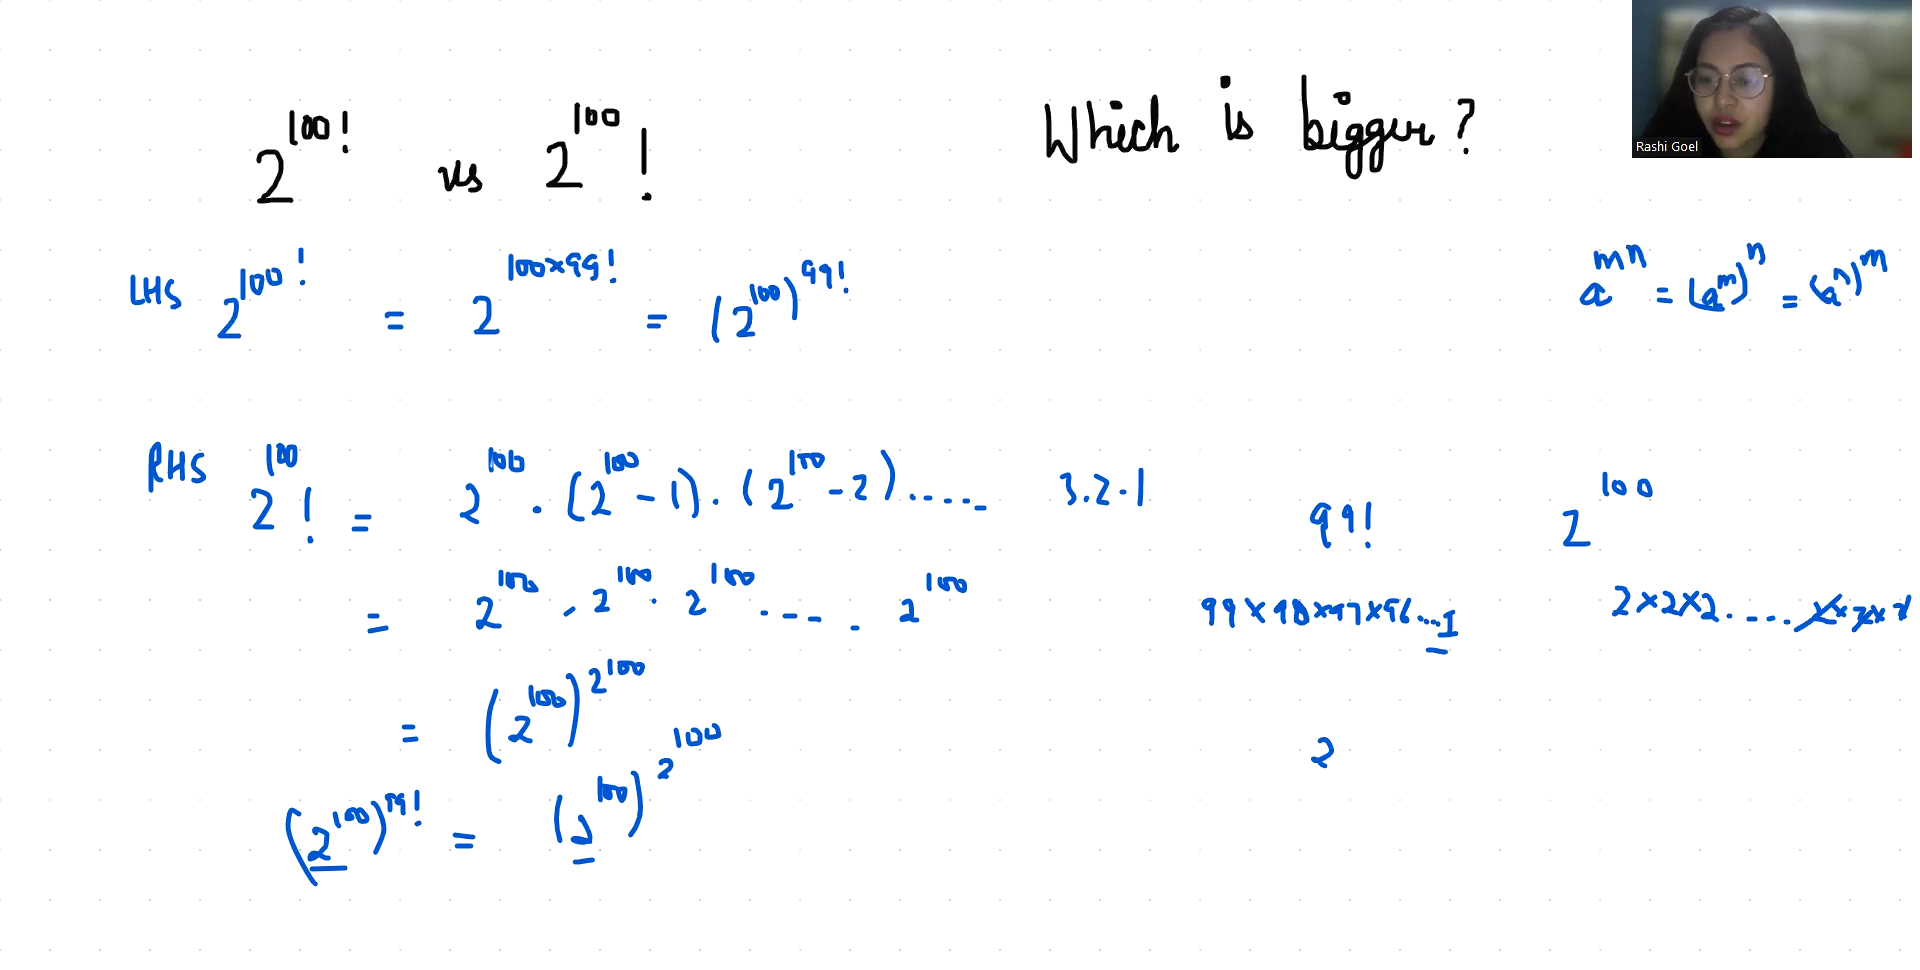 2^100! vs 2^100! Which is bigger?
Rashi Goel
LHS 2^100! = 2^100×99! = (2^100)^99!
a^mn = (a^m)^n = (a^n)^m
RHS 2^100! = 2^100 . (2^100 - 1) . (2^100 - 2) ..... 3.2.1
= 2^100 . 2^100 . 2^100 ..... 2^100
= (2^100)^2^100
(2^100)^99! = (2^100)^2^100
99! 2^100
99×98×97×96...1 2×2×2.....2×2×2
2